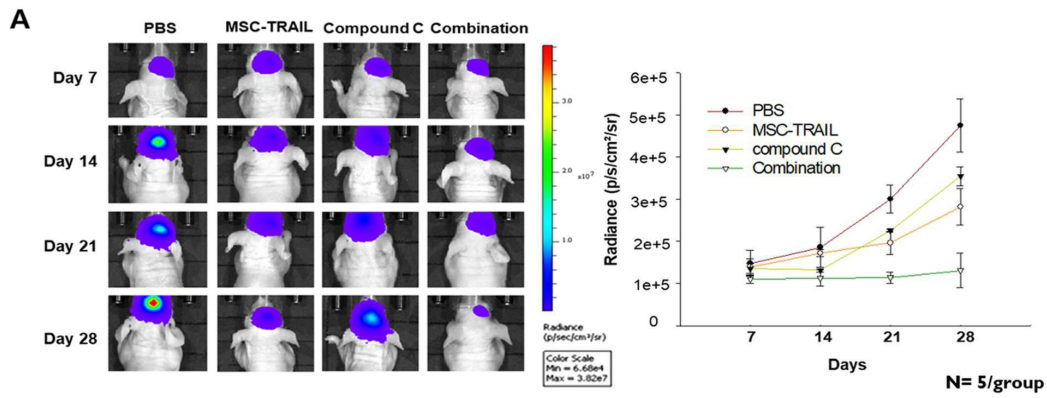 A
PBS MSC-TRAIL Compound C Combination
Day 7
Day 14
Day 21
Day 28
3.0
2.0
x10⁷
1.0
Radiance
(p/sec/cm²/sr)
Color Scale
Min = 6.68e4
Max = 3.82e7
Radiance (p/s/cm²/sr)
6e+5
5e+5
4e+5
3e+5
2e+5
1e+5
0
PBS
MSC-TRAIL
compound C
Combination
7 14 21 28
Days
N= 5/group